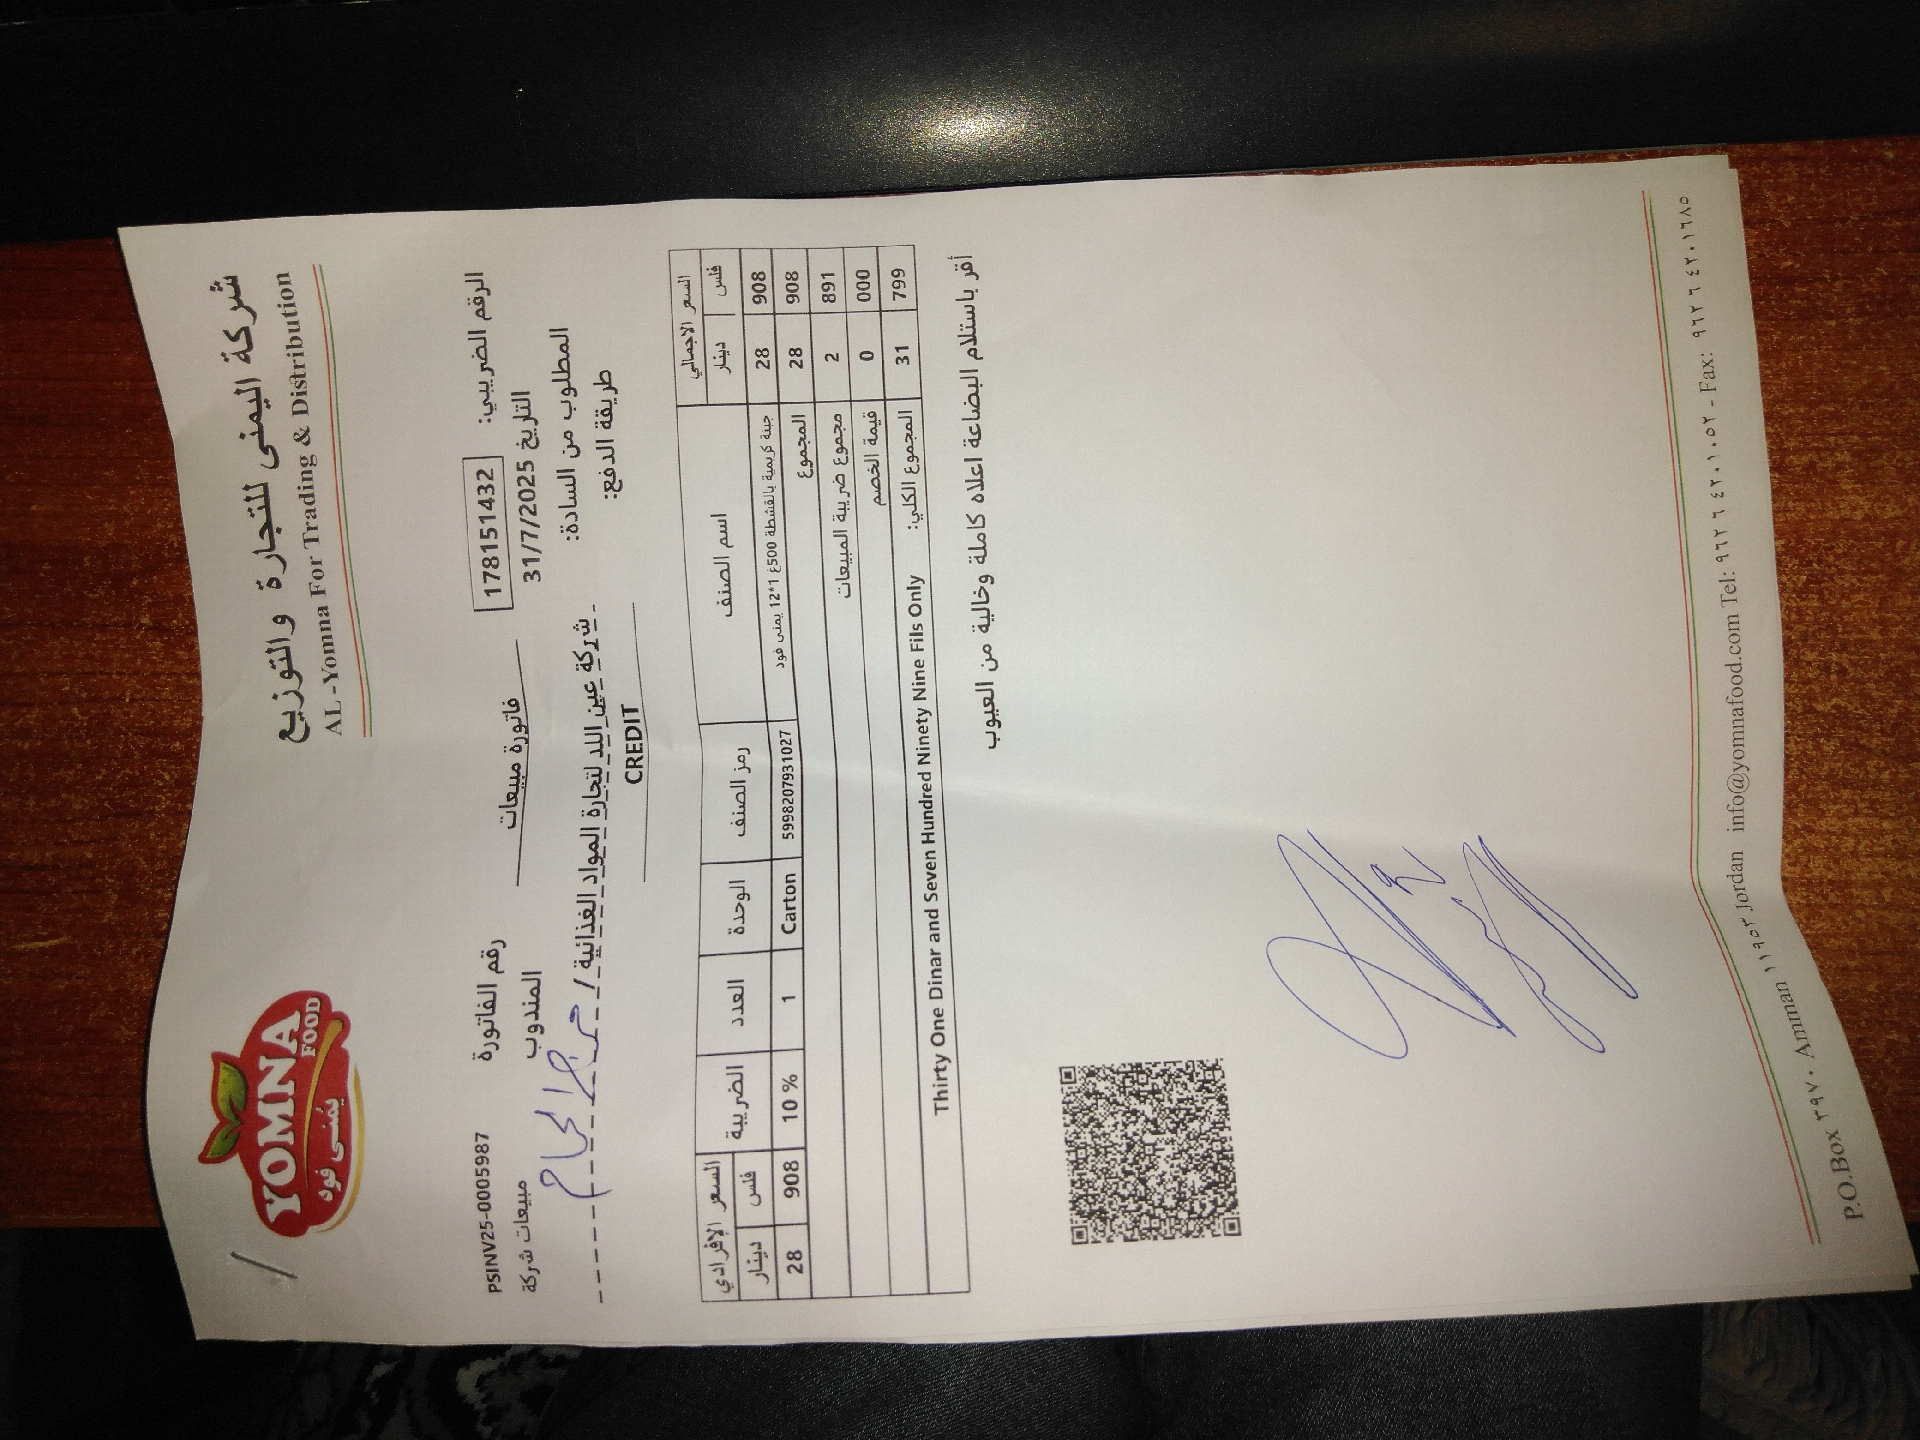 شركة اليمنى للتجارة والتوزيع
AL-Yomna For Trading & Distribution
YOMNA
FOOD
يمنى فود
الرقم الضريبي: 178151432 فاتورة مبيعات رقم الفاتورة PSINV25-0005987
التاريخ 31/7/2025 المندوب مبيعات شركة
المطلوب من السادة: شركة عين اللد لتجارة المواد الغذائية /
طريقة الدفع: CREDIT
السعر الاجمالي اسم الصنف رمز الصنف الوحدة العدد الضريبة السعر الإفرادي
فلس دينار فلس دينار
908 28 جبنة كريمية بالقشطة 500غ 1*12 يمنى فود 5998207931027 Carton 1 10 % 908 28
908 28 المجموع
891 2 مجموع ضريبة المبيعات
000 0 قيمة الخصم
799 31 المجموع الكلي:
Thirty One Dinar and Seven Hundred Ninety Nine Fils Only
أقر باستلام البضاعة اعلاه كاملة وخالية من العيوب
P.O.Box ٣٩٧٠ Amman ١١٩٥٢ Jordan info@yomnafood.com Tel: ٩٦٢ ٦ ٤٢٠١٠٥٢ - Fax: ٩٦٢ ٦ ٤٢٠١٦٨٥